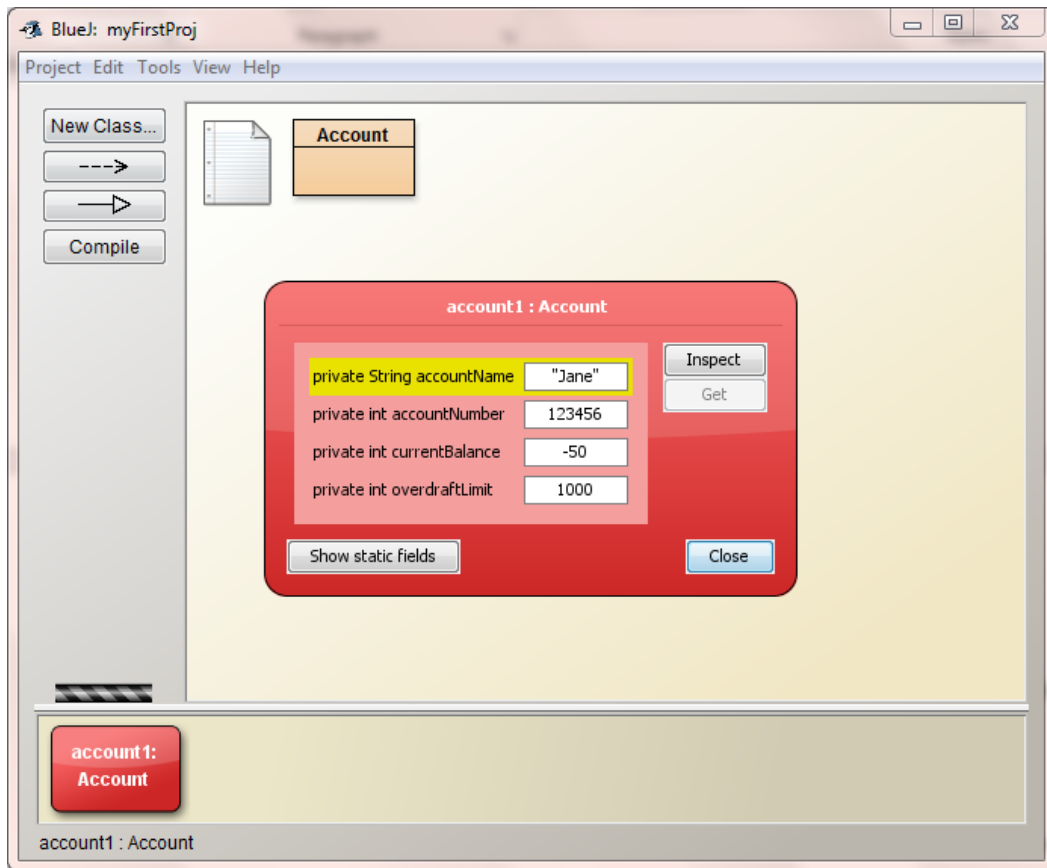 BlueJ: myFirstProj
Project Edit Tools View Help
New Class...
Compile
Account
account1 : Account
private String accountName "Jane"
private int accountNumber 123456
private int currentBalance -50
private int overdraftLimit 1000
Inspect
Get
Show static fields
Close
account1:
Account
account1 : Account